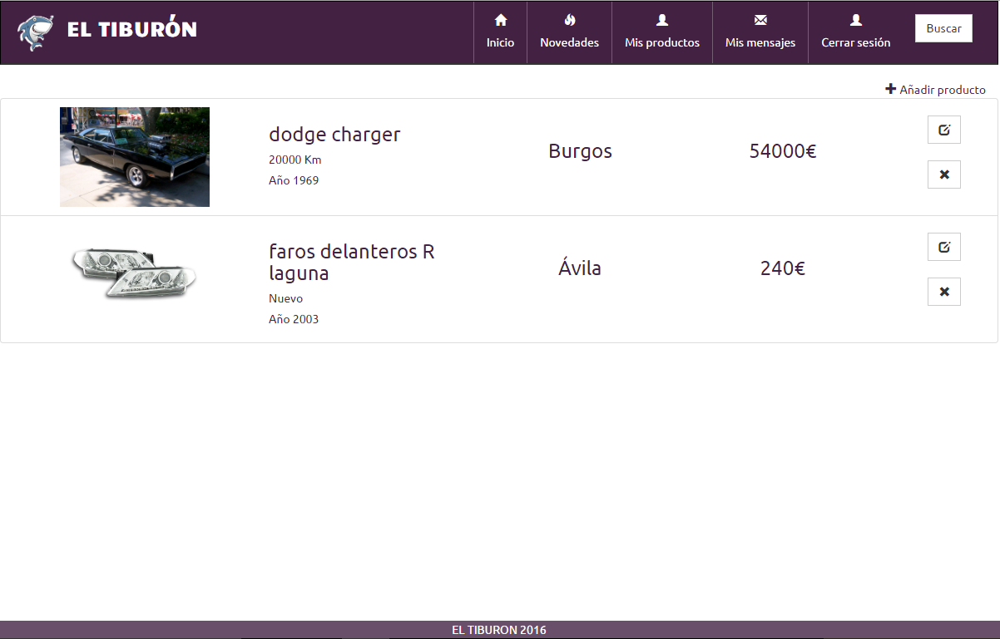 EL TIBURÓN
Inicio
Novedades
Mis productos
Mis mensajes
Cerrar sesión
Buscar
Añadir producto
dodge charger
20000 Km
Año 1969
Burgos
54000€
faros delanteros R
laguna
Nuevo
Año 2003
Ávila
240€
EL TIBURON 2016